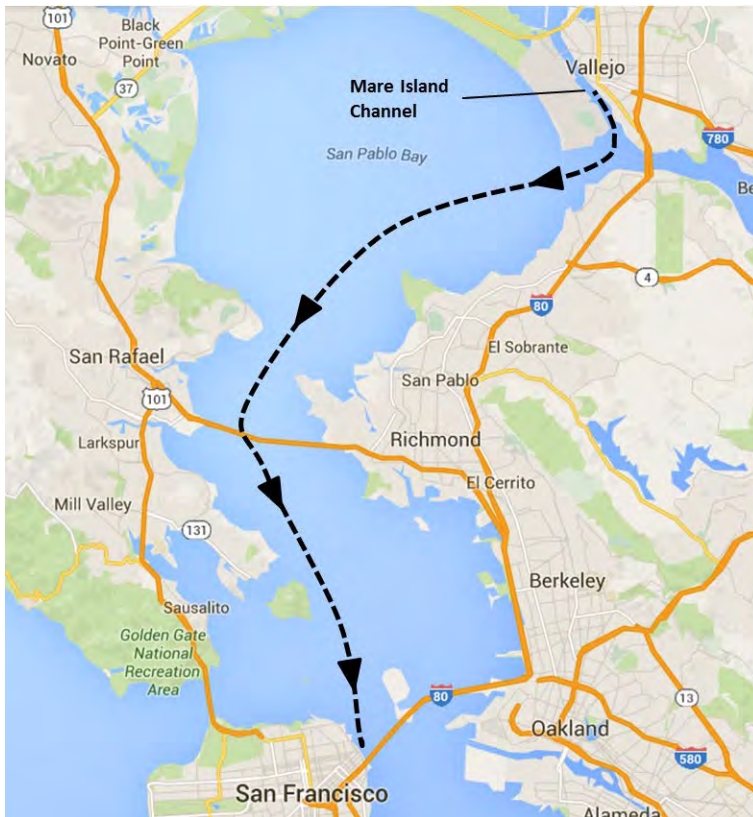 101
Black
Point-Green
Point
Novato
37
Vallejo
Mare Island
Channel
780
San Pablo Bay
Be
4
80
San Rafael
El Sobrante
101
San Pablo
Larkspur
Richmond
El Cerrito
Mill Valley
131
Berkeley
Sausalito
Golden Gate
National
Recreation
Area
80
13
Oakland
580
San Francisco
Alameda